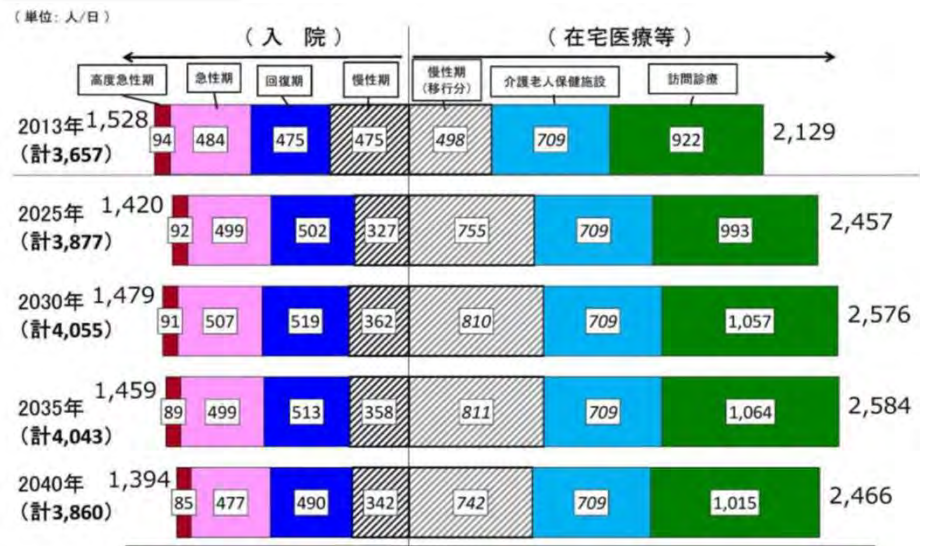 （単位：人/日）
（入 院）
（在宅医療等）
高度急性期
急性期
回復期
慢性期
慢性期
（移行分）
介護老人保健施設
訪問診療
2013年
（計3,657）
1,528
94
484
475
475
498
709
922
2,129
2025年
（計3,877）
1,420
92
499
502
327
755
709
993
2,457
2030年
（計4,055）
1,479
91
507
519
362
810
709
1,057
2,576
2035年
（計4,043）
1,459
89
499
513
358
811
709
1,064
2,584
2040年
（計3,860）
1,394
85
477
490
342
742
709
1,015
2,466